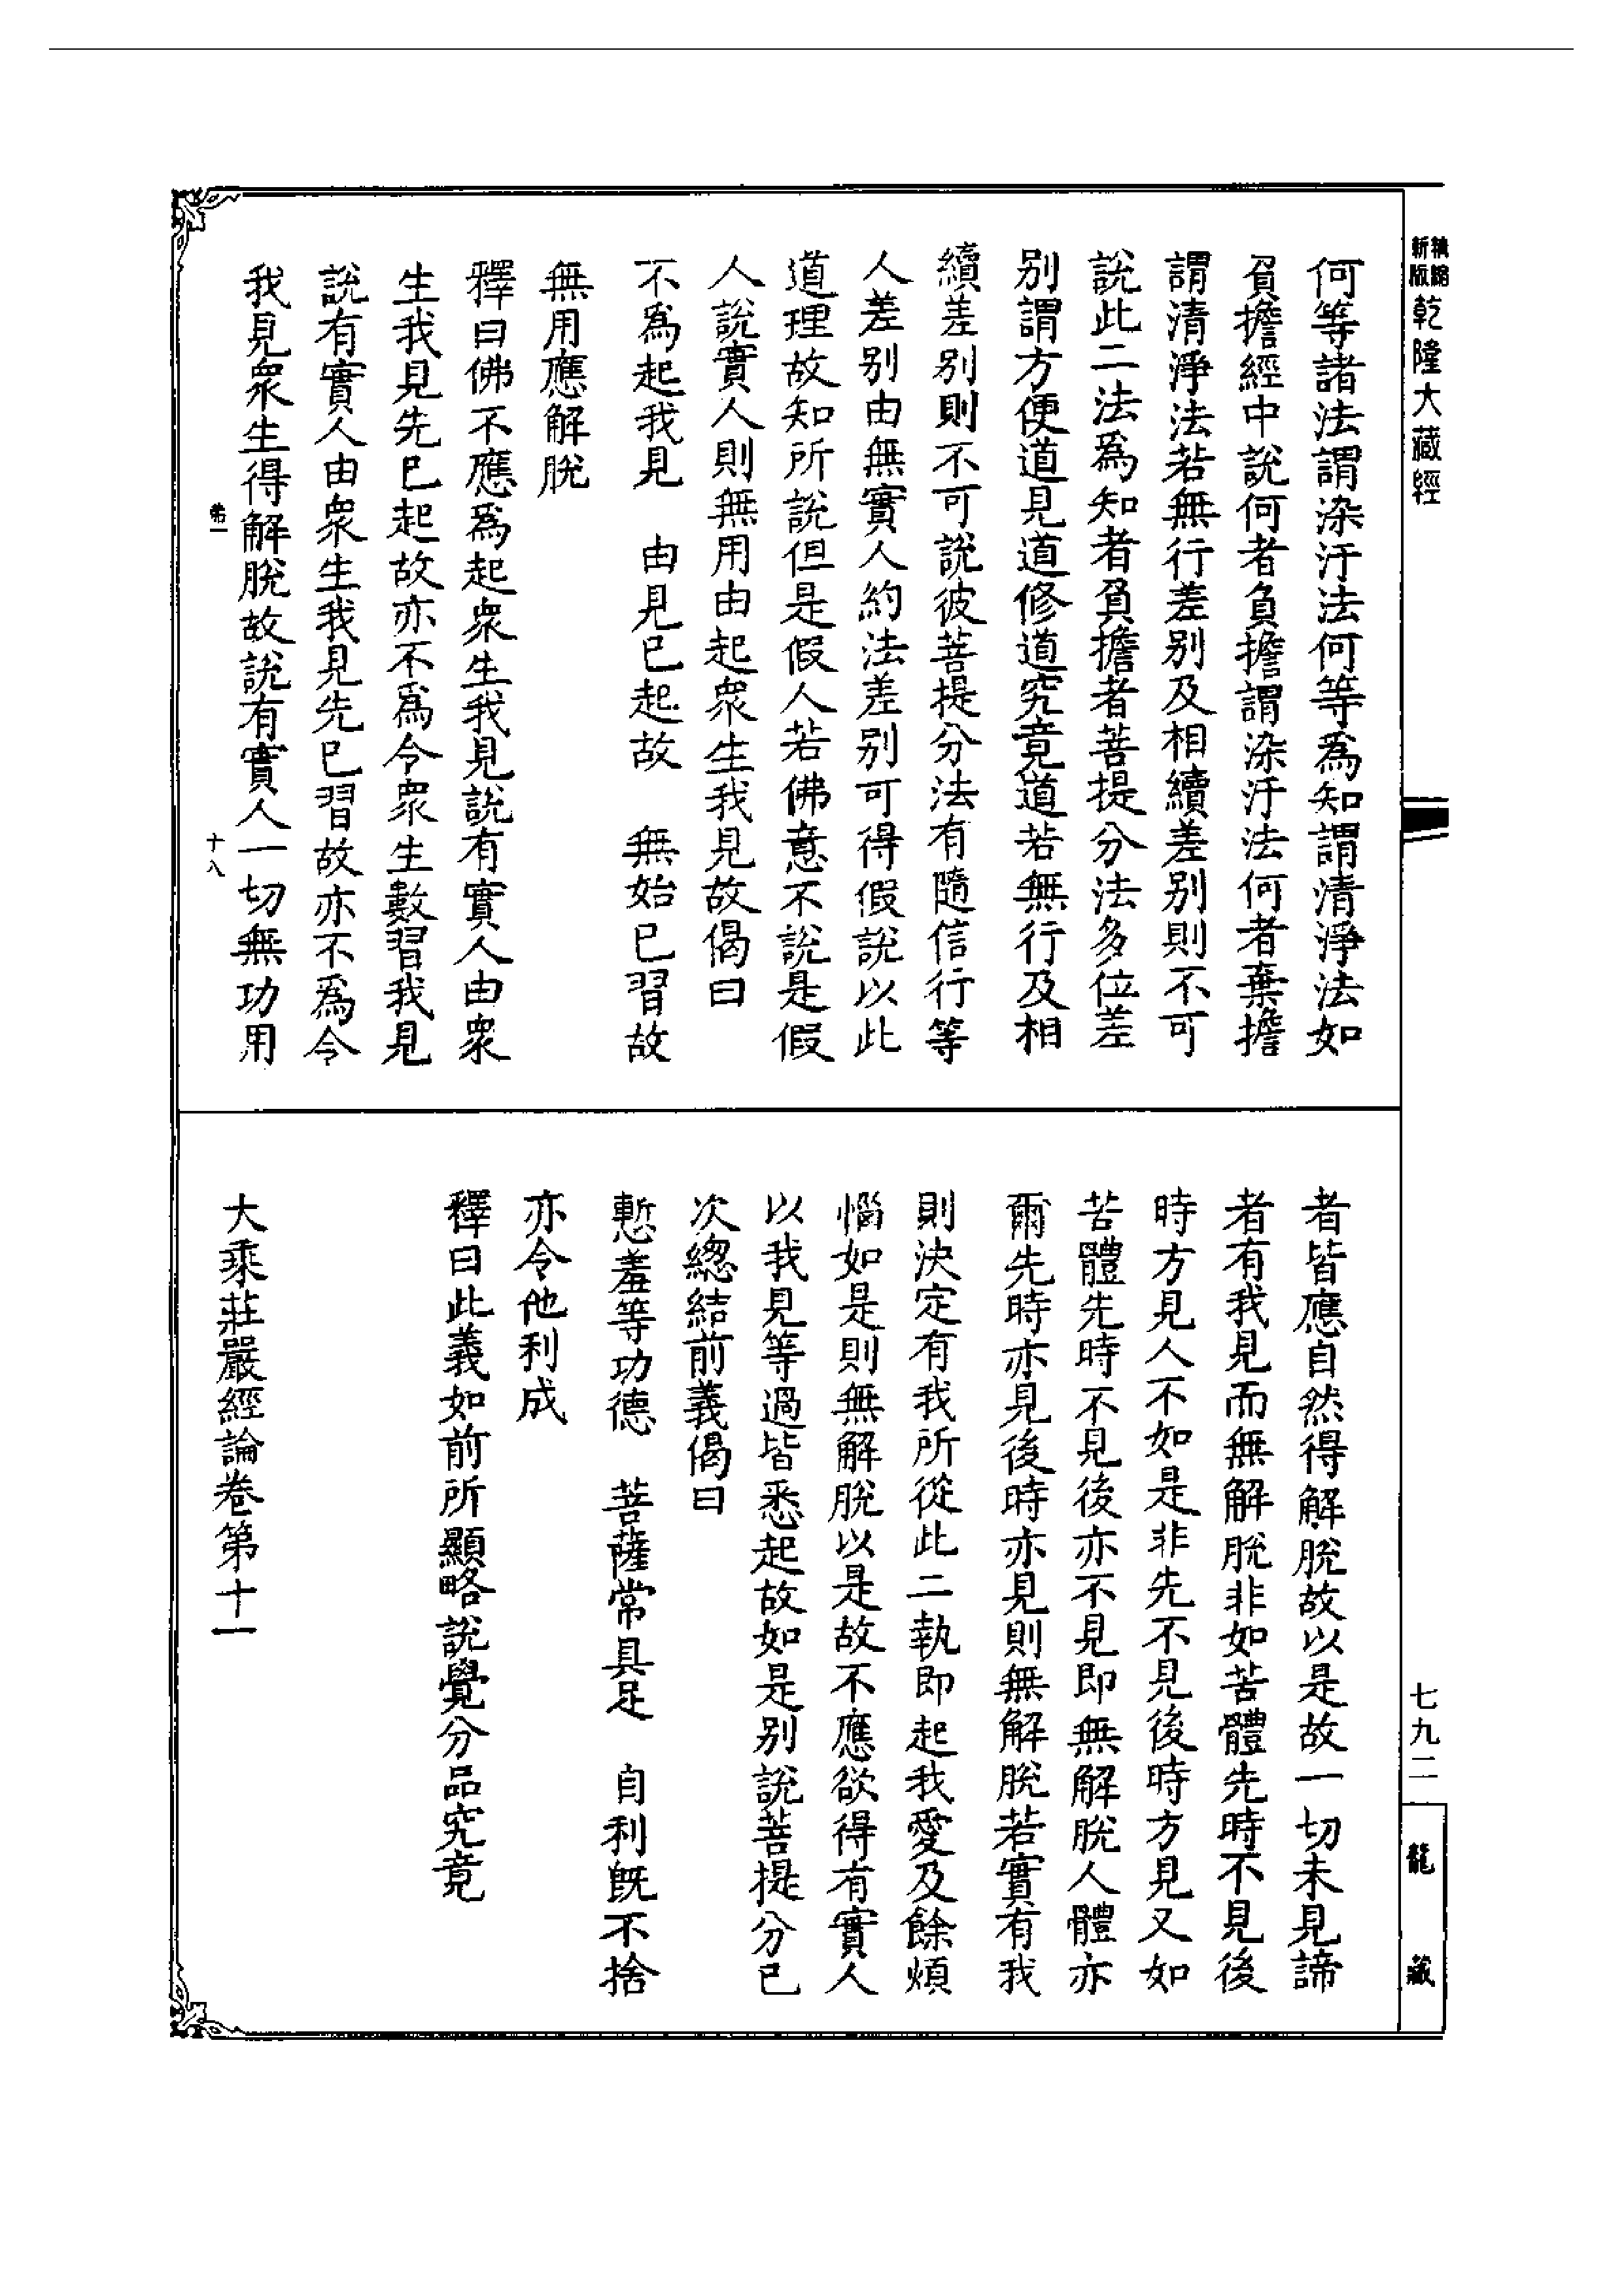 新版精縮乾隆大藏經
何等諸法謂染汙法何等為知謂清淨法如
負擔經中說何者負擔謂染汙法何者棄擔
謂清淨法若無行差別及相續差別則不可
說此二法為知者負擔者菩提分法多位差
別謂方便道見道修道究竟道若無行及相
續差別則不可說彼菩提分法有隨信行等
人差別由無實人約法差別可得假說以此
道理故知所說但是假人若佛意不說是假
人說實人則無用由起眾生我見故偈曰
不為起我見 由見已起故 無始已習故
無用應解脫
釋曰佛不應為起眾生我見說有實人由眾
生我見先已起故亦不為令眾生數習我見
說有實人由眾生我見先已習故亦不為令
我見眾生得解脫故說有實人一切無功用
弟一 十八
者皆應自然得解脫故以是故一切未見諦
者有我見而無解脫非如苦體先時不見後
時方見人不如是非先不見後時方見又如
苦體先時不見後亦不見即無解脫人體亦
爾先時亦見後時亦見則無解脫若實有我
則決定有我所從此二執即起我愛及餘煩
惱如是則無解脫以是故不應欲得有實人
以我見等過皆悉起故如是別說菩提分已
次總結前義偈曰
慙羞等功德 菩薩常具足 自利旣不捨
亦令他利成
釋曰此義如前所顯略說覺分品究竟
大乘莊嚴經論卷第十一
七九二
龍藏